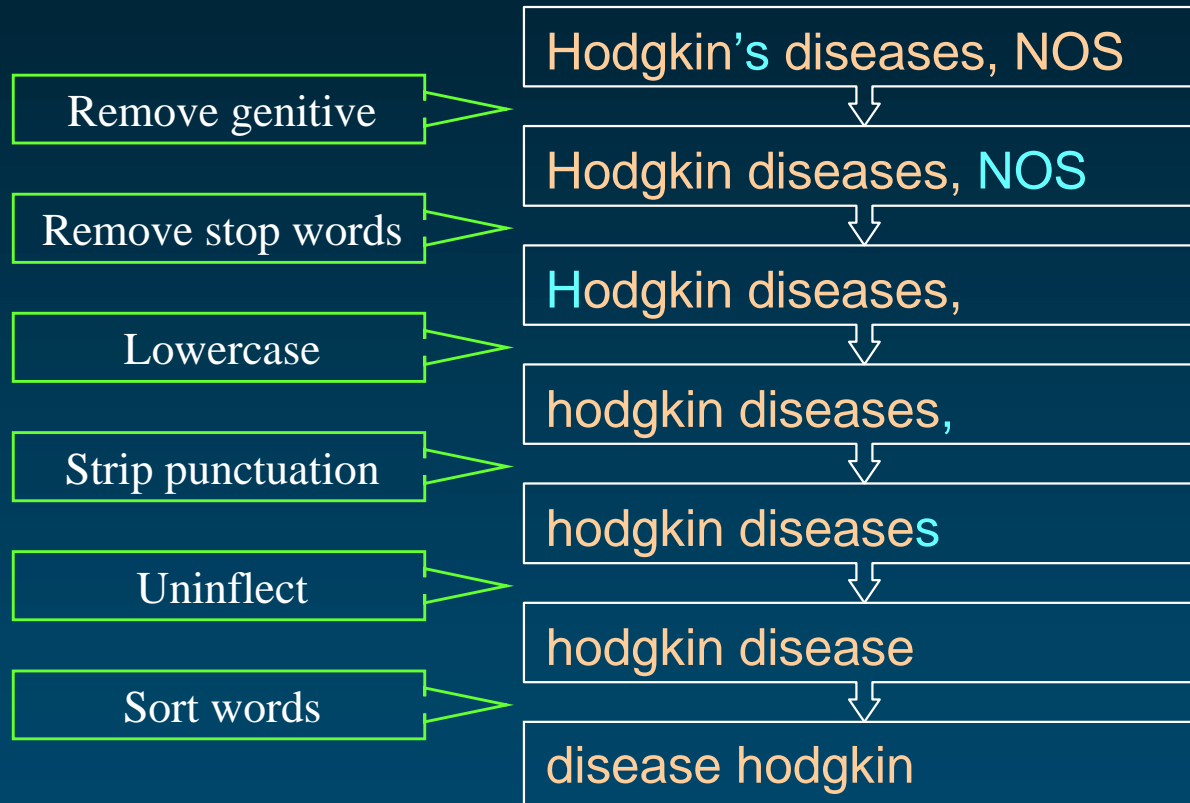 Hodgkin’s diseases, NOS
Remove genitive
Hodgkin diseases, NOS
Remove stop words
Hodgkin diseases,
Lowercase
hodgkin diseases,
Strip punctuation
hodgkin diseases
Uninflect
hodgkin disease
Sort words
disease hodgkin